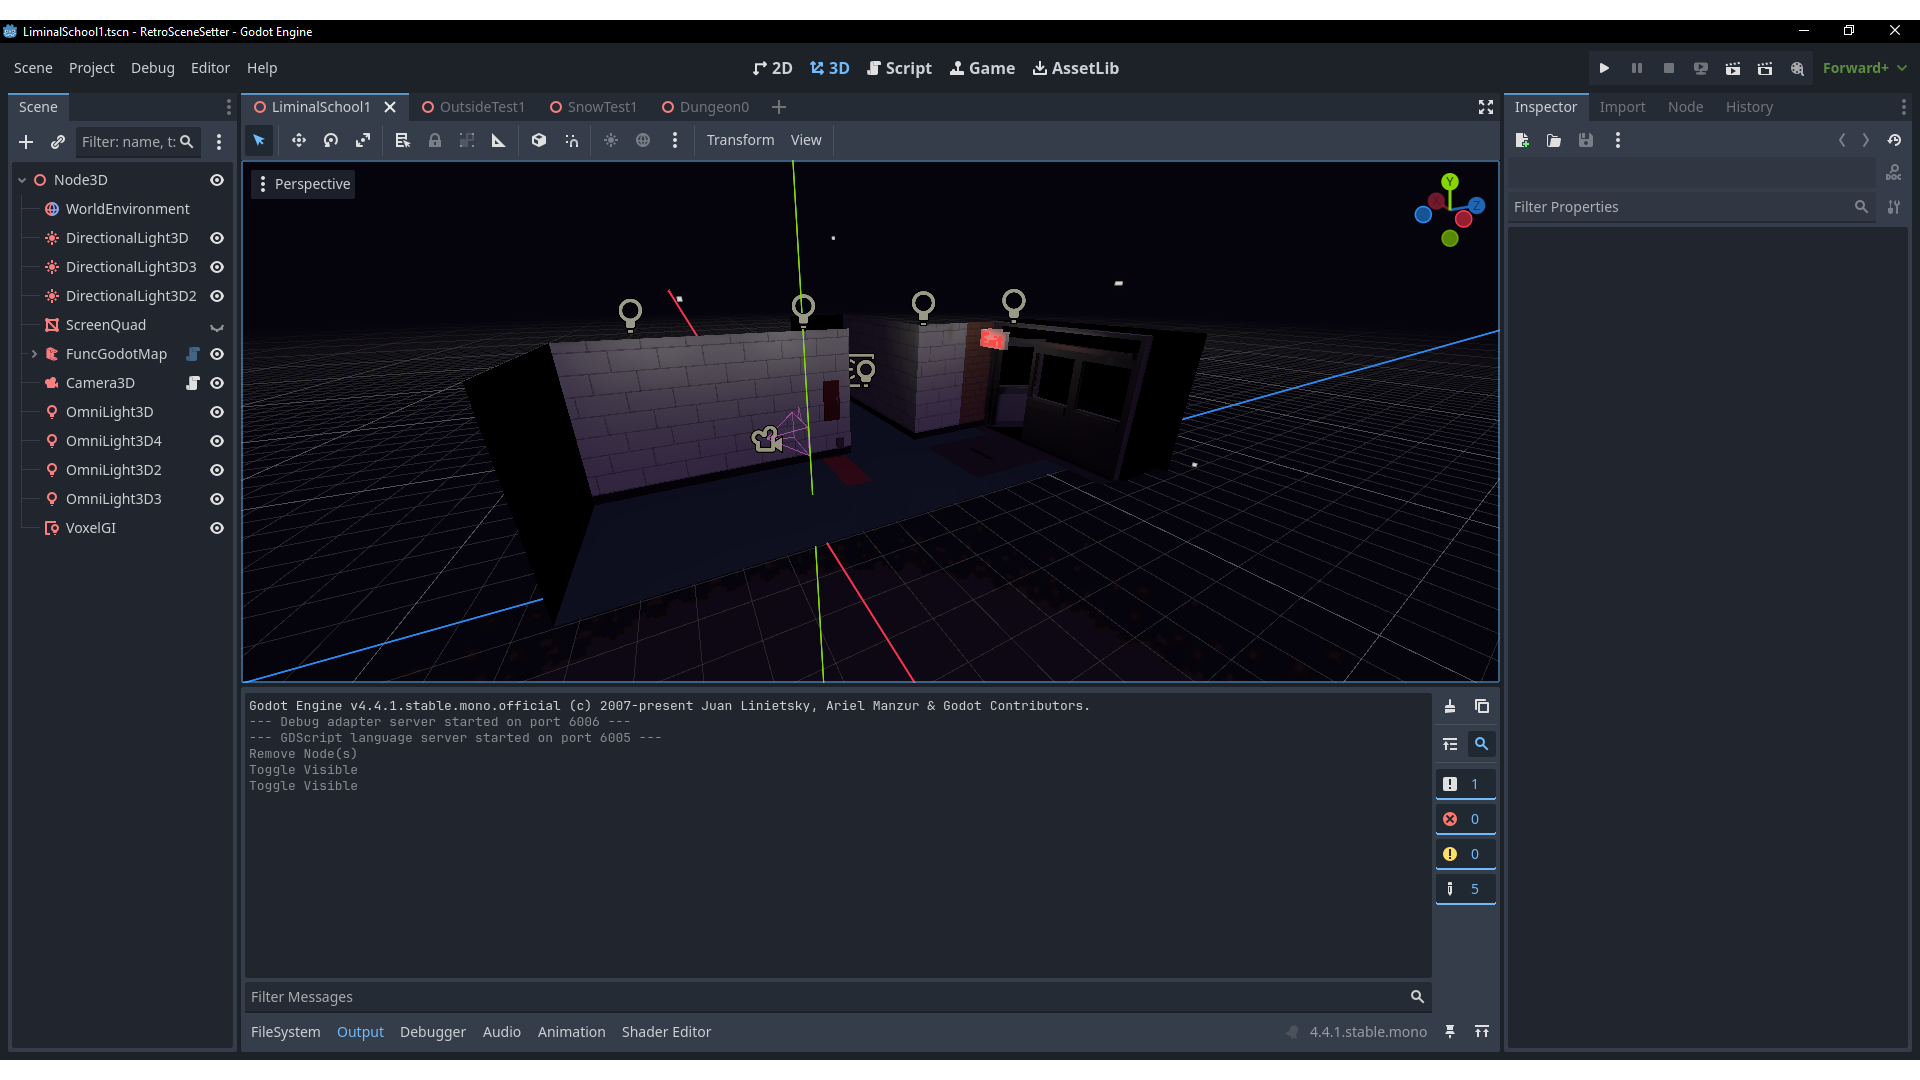 LiminalSchool1.tscn - RetroSceneSetter - Godot Engine
Scene Project Debug Editor Help
2D 3D Script Game AssetLib
Forward+
Scene
LiminalSchool1 OutsideTest1 SnowTest1 Dungeon0
Inspector Import Node History
Filter: name, t:
Transform View
Perspective
Y
X
Z
DOC
Filter Properties
Node3D
WorldEnvironment
DirectionalLight3D
DirectionalLight3D3
DirectionalLight3D2
ScreenQuad
FuncGodotMap
Camera3D
OmniLight3D
OmniLight3D4
OmniLight3D2
OmniLight3D3
VoxelGI
Godot Engine v4.4.1.stable.mono.official (c) 2007-present Juan Linietsky, Ariel Manzur & Godot Contributors.
--- Debug adapter server started on port 6006 ---
--- GDScript language server started on port 6005 ---
Remove Node(s)
Toggle Visible
Toggle Visible
1
0
0
5
Filter Messages
FileSystem Output Debugger Audio Animation Shader Editor
4.4.1.stable.mono